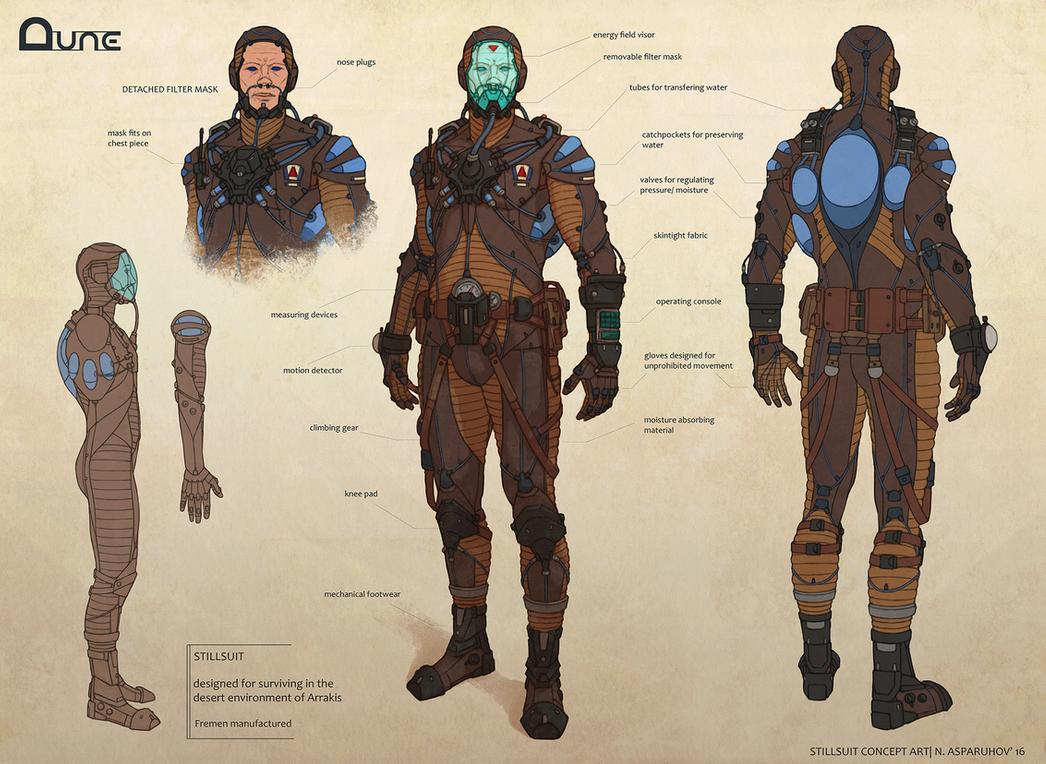 DUNE
DETACHED FILTER MASK
nose plugs
mask fits on
chest piece
energy field visor
removable filter mask
tubes for transfering water
catchpockets for preserving
water
valves for regulating
pressure/ moisture
skintight fabric
measuring devices
operating console
motion detector
gloves designed for
unprohibited movement
climbing gear
moisture absorbing
material
knee pad
mechanical footwear
STILLSUIT
designed for surviving in the
desert environment of Arrakis
Fremen manufactured
STILLSUIT CONCEPT ART| N. ASPARUHOV' 16